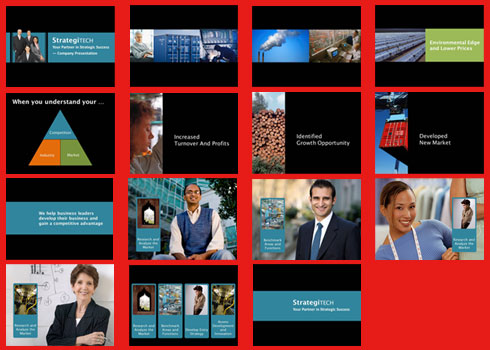 StrategiTECH
Your Partner in Strategic Success
Company Presentation
Environmental Edge
and Lower Prices
When you understand your ...
Competition
Industry
Market
Increased
Turnover And Profits
Identified
Growth Opportunity
Developed
New Market
We help business leaders
develop their business and
gain a competitive advantage
Research and
Analyze the
Market
Benchmark
Areas and
Functions
Research and
Analyze the
Market
Research and
Analyze the
Market
Research and
Analyze the
Market
Benchmark
Areas and
Functions
Develop Extra
Strategy
Development and
Innovation
StrategiTECH
Your Partner in Strategic Success